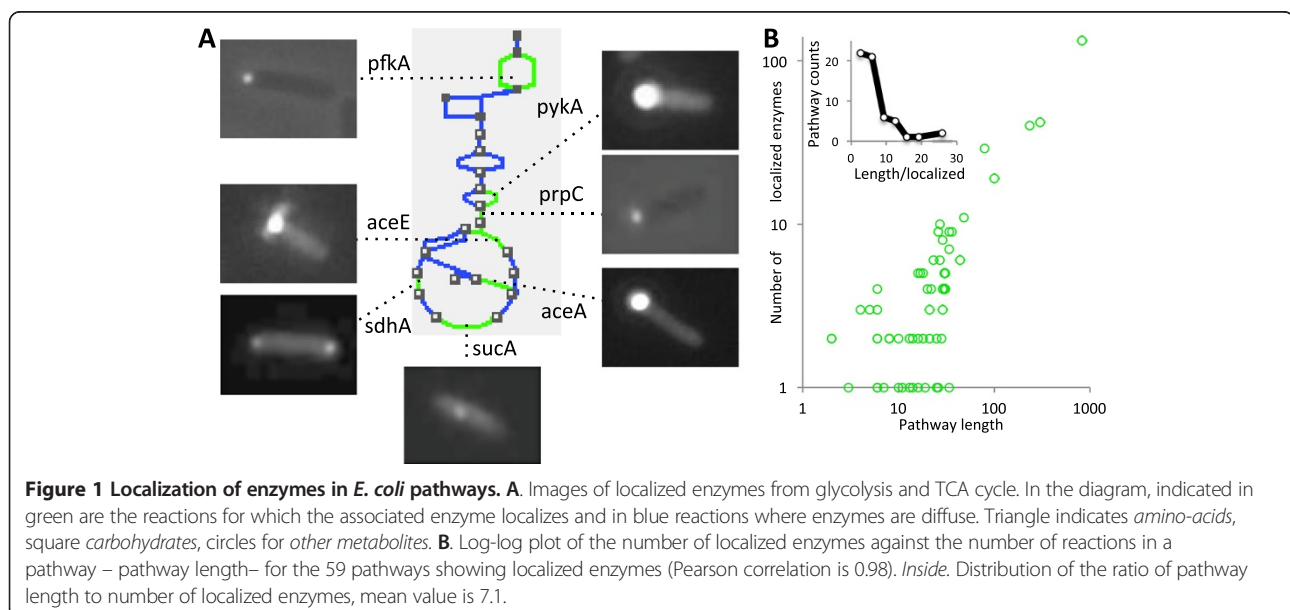 A
pfkA
aceE
sdhA
sucA
pykA
prpC
aceA
B
Number of localized enzymes
100
10
1
1 10 100 1000
Pathway length
Pathway counts
20
10
0
0 10 20 30
Length/localized
Figure 1 Localization of enzymes in E. coli pathways. A. Images of localized enzymes from glycolysis and TCA cycle. In the diagram, indicated in
green are the reactions for which the associated enzyme localizes and in blue reactions where enzymes are diffuse. Triangle indicates amino-acids,
square carbohydrates, circles for other metabolites. B. Log-log plot of the number of localized enzymes against the number of reactions in a
pathway – pathway length– for the 59 pathways showing localized enzymes (Pearson correlation is 0.98). Inside. Distribution of the ratio of pathway
length to number of localized enzymes, mean value is 7.1.